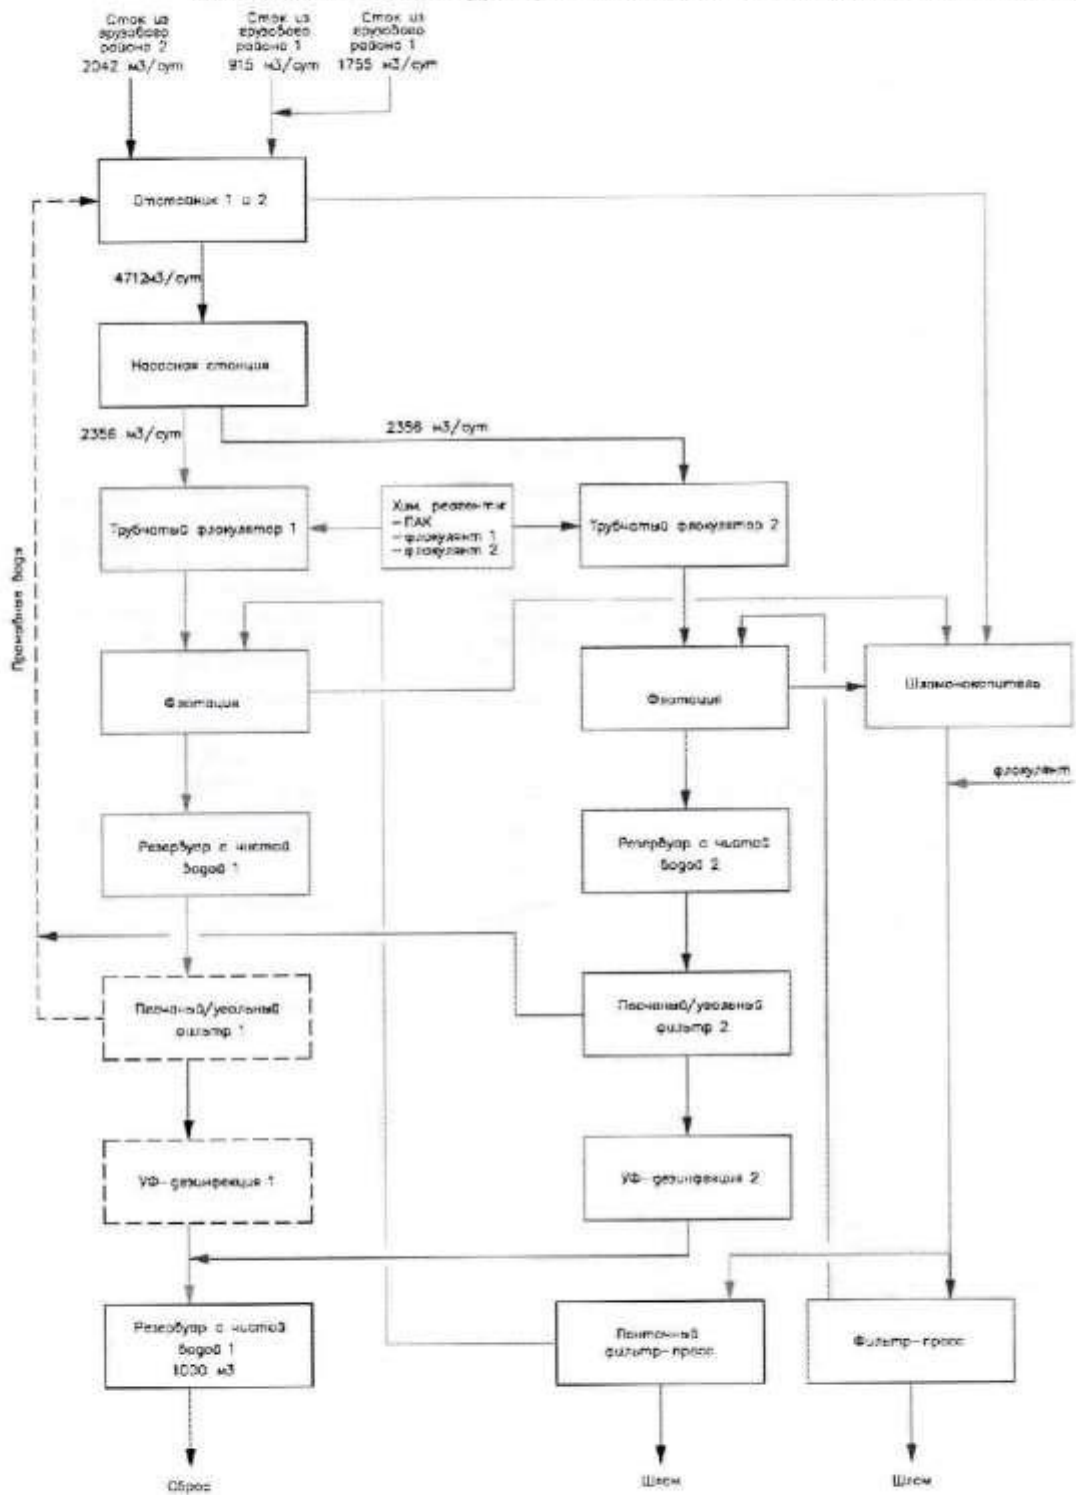 Сток из
грузового
района 2
2042 м3/сут
Сток из
грузового
района 1
915 м3/сут
Сток из
грузового
района 1
1755 м3/сут
Отстойник 1 и 2
4712м3/сут
Насосная станция
2356 м3/сут
2356 м3/сут
Трубчатый флокулятор 1
Хим. реагенты:
-ПАК
-флокулянт 1
-флокулянт 2
Трубчатый флокулятор 2
Промывная вода
Флотация
Флотация
Шламонакопитель
флокулянт
Резервуар с чистой
водой 1
Резервуар с чистой
водой 2
Песчаный/угольный
фильтр 1
Песчаный/угольный
фильтр 2
УФ-дезинфекция 1
УФ-дезинфекция 2
Резервуар с чистой
водой 1
1000 м3
Ленточный
фильтр-пресс
Фильтр-пресс
Сброс
Шлам
Шлам